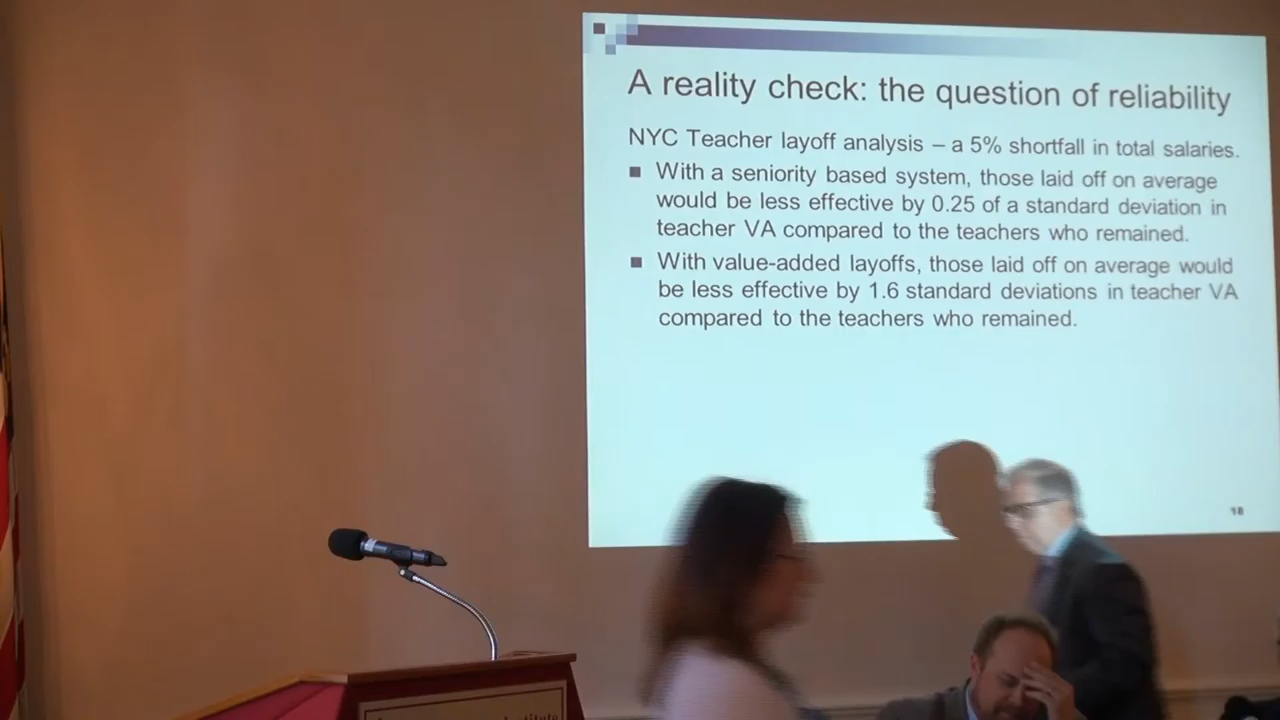 A reality check: the question of reliability
NYC Teacher layoff analysis – a 5% shortfall in total salaries.
■ With a seniority based system, those laid off on average
would be less effective by 0.25 of a standard deviation in
teacher VA compared to the teachers who remained.
■ With value-added layoffs, those laid off on average would
be less effective by 1.6 standard deviations in teacher VA
compared to the teachers who remained.
18